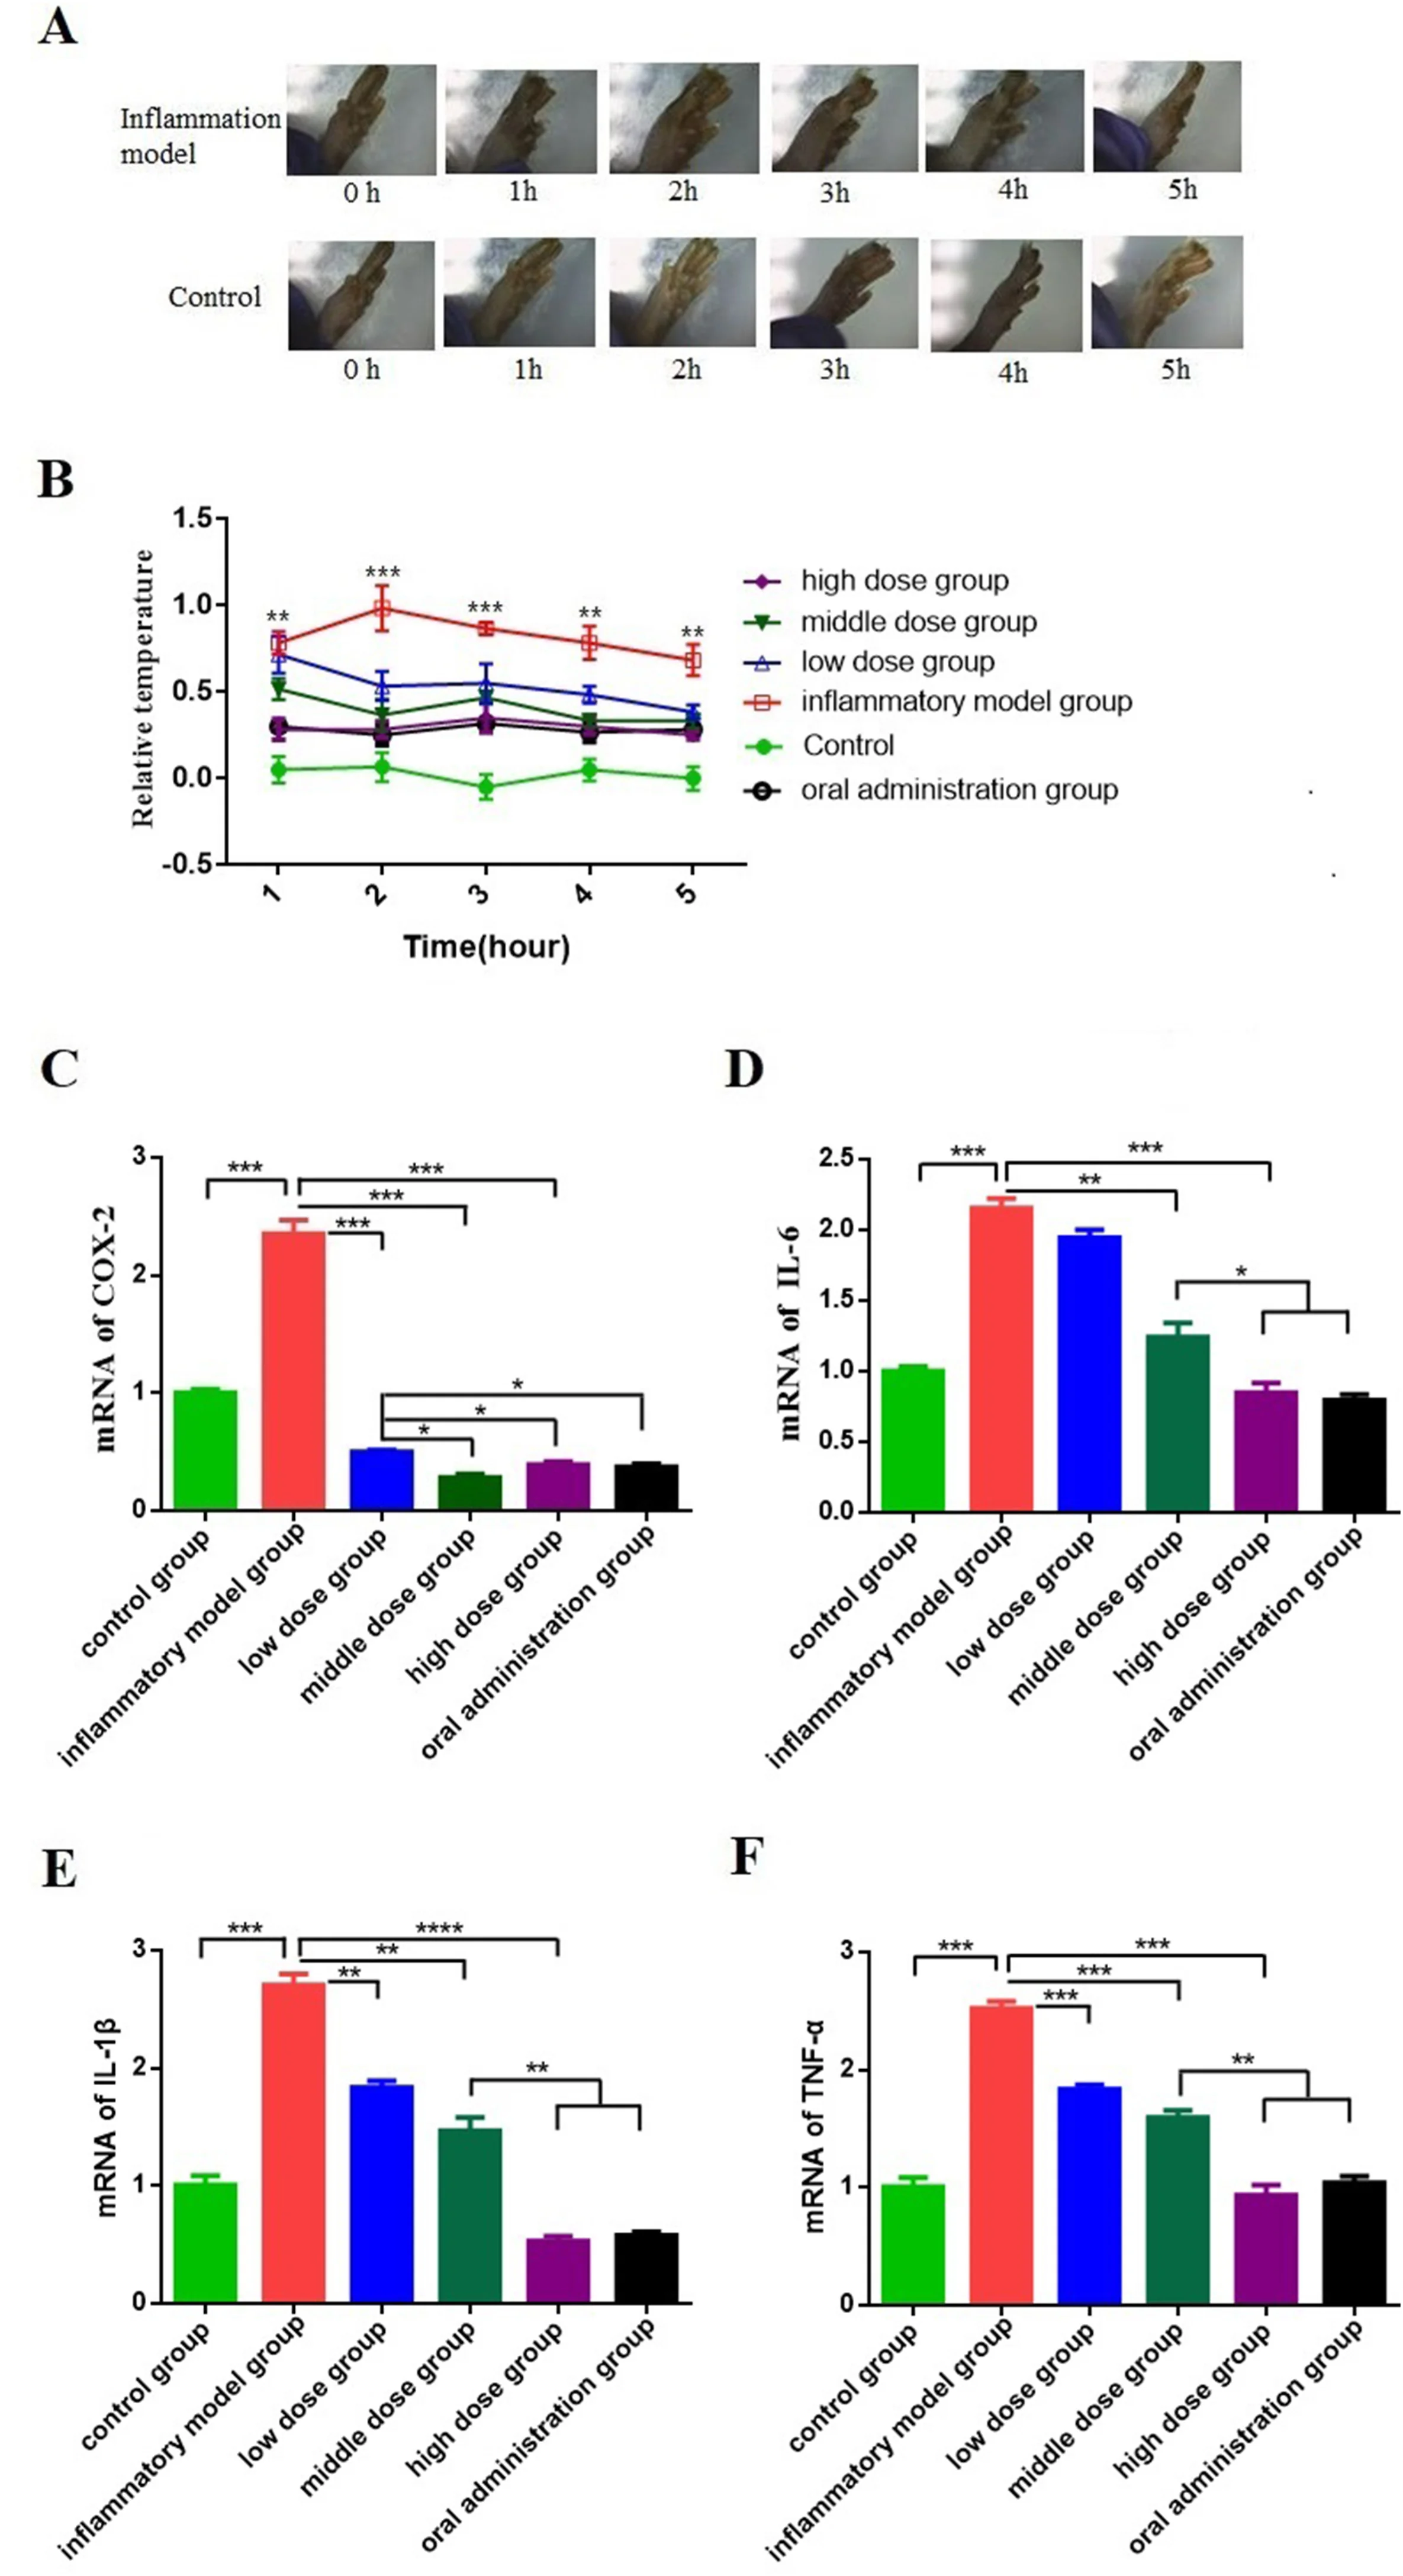 A
Inflammation
model
0 h 1h 2h 3h 4h 5h
Control
0 h 1h 2h 3h 4h 5h
B
Relative temperature
1.5
1.0
0.5
0.0
-0.5
** *** *** ** **
1 2 3 4 5
Time(hour)
high dose group
middle dose group
low dose group
inflammatory model group
Control
oral administration group
C
mRNA of COX-2
3
2
1
0
*** ***
***
***
*
*
*
control group
inflammatory model group
low dose group
middle dose group
high dose group
oral administration group
D
mRNA of IL-6
2.5
2.0
1.5
1.0
0.5
0.0
*** ***
**
*
control group
inflammatory model group
low dose group
middle dose group
high dose group
oral administration group
E
mRNA of IL-1β
3
2
1
0
*** ****
**
**
**
control group
inflammatory model group
low dose group
middle dose group
high dose group
oral administration group
F
mRNA of TNF-α
3
2
1
0
*** ***
***
***
**
control group
inflammatory model group
low dose group
middle dose group
high dose group
oral administration group